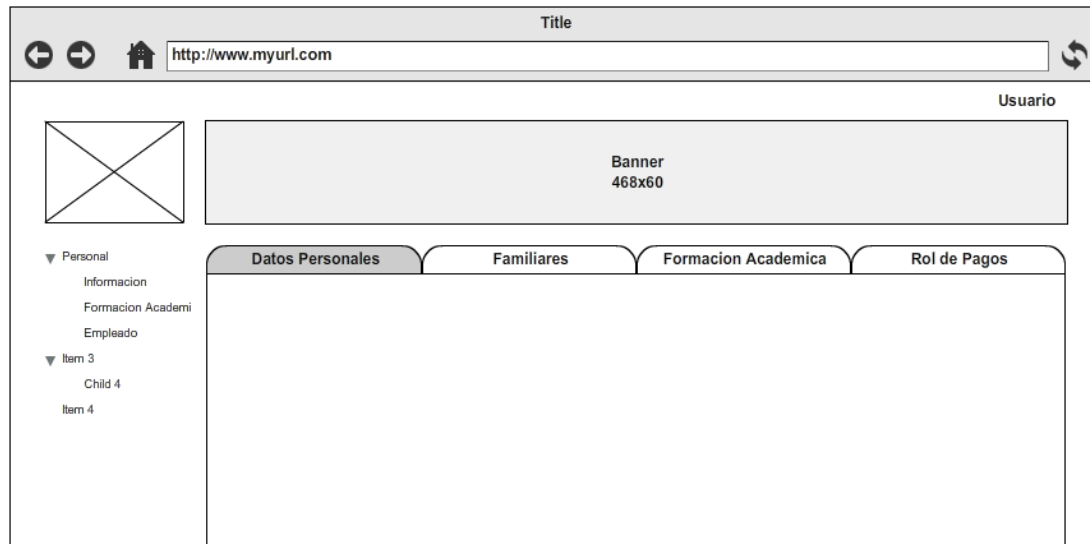 Title
http://www.myurl.com
Usuario
Banner
468x60
Personal
Informacion
Formacion Academi
Empleado
Item 3
Child 4
Item 4
Datos Personales
Familiares
Formacion Academica
Rol de Pagos